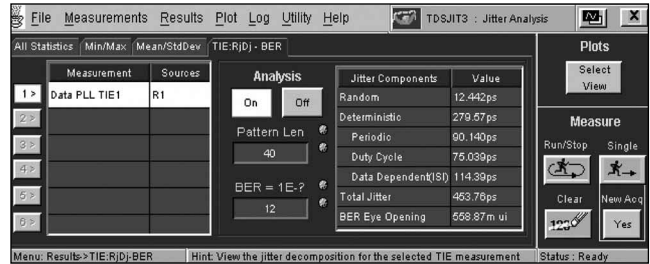 File Measurements Results Plot Log Utility Help TDSJIT3 : Jitter Analysis X
All Statistics Min/Max Mean/StdDev TIE:RjDj - BER
Plots
Select View
Measurement Sources
1 > Data PLL TIE1 R1
2 >
3 >
4 >
5 >
6 >
Analysis
On Off
Pattern Len
40
BER = 1E-?
12
Jitter Components Value
Random 12.442ps
Deterministic 279.57ps
Periodic 90.140ps
Duty Cycle 75.039ps
Data Dependent(ISI) 114.39ps
Total Jitter 453.76ps
BER Eye Opening 558.87m ui
Measure
Run/Stop Single
Clear New Acq
123 Yes
Menu: Results->TIE:RjDj-BER Hint: View the jitter decomposition for the selected TIE measurement Status : Ready